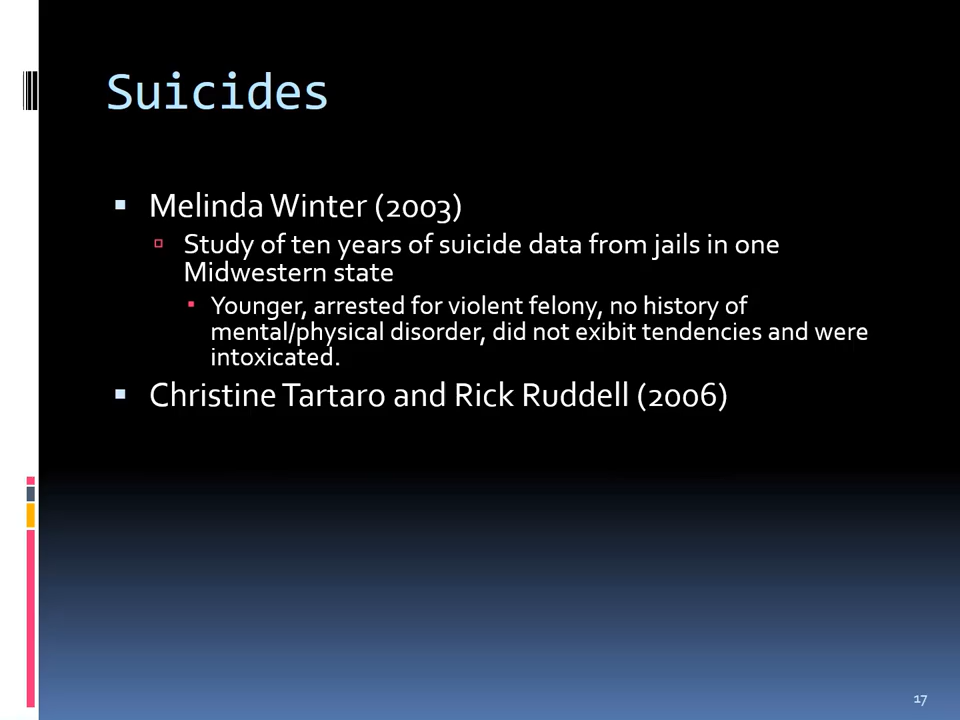 Suicides
Melinda Winter (2003)
Study of ten years of suicide data from jails in one
Midwestern state
Younger, arrested for violent felony, no history of
mental/physical disorder, did not exibit tendencies and were
intoxicated.
Christine Tartaro and Rick Ruddell (2006)
17